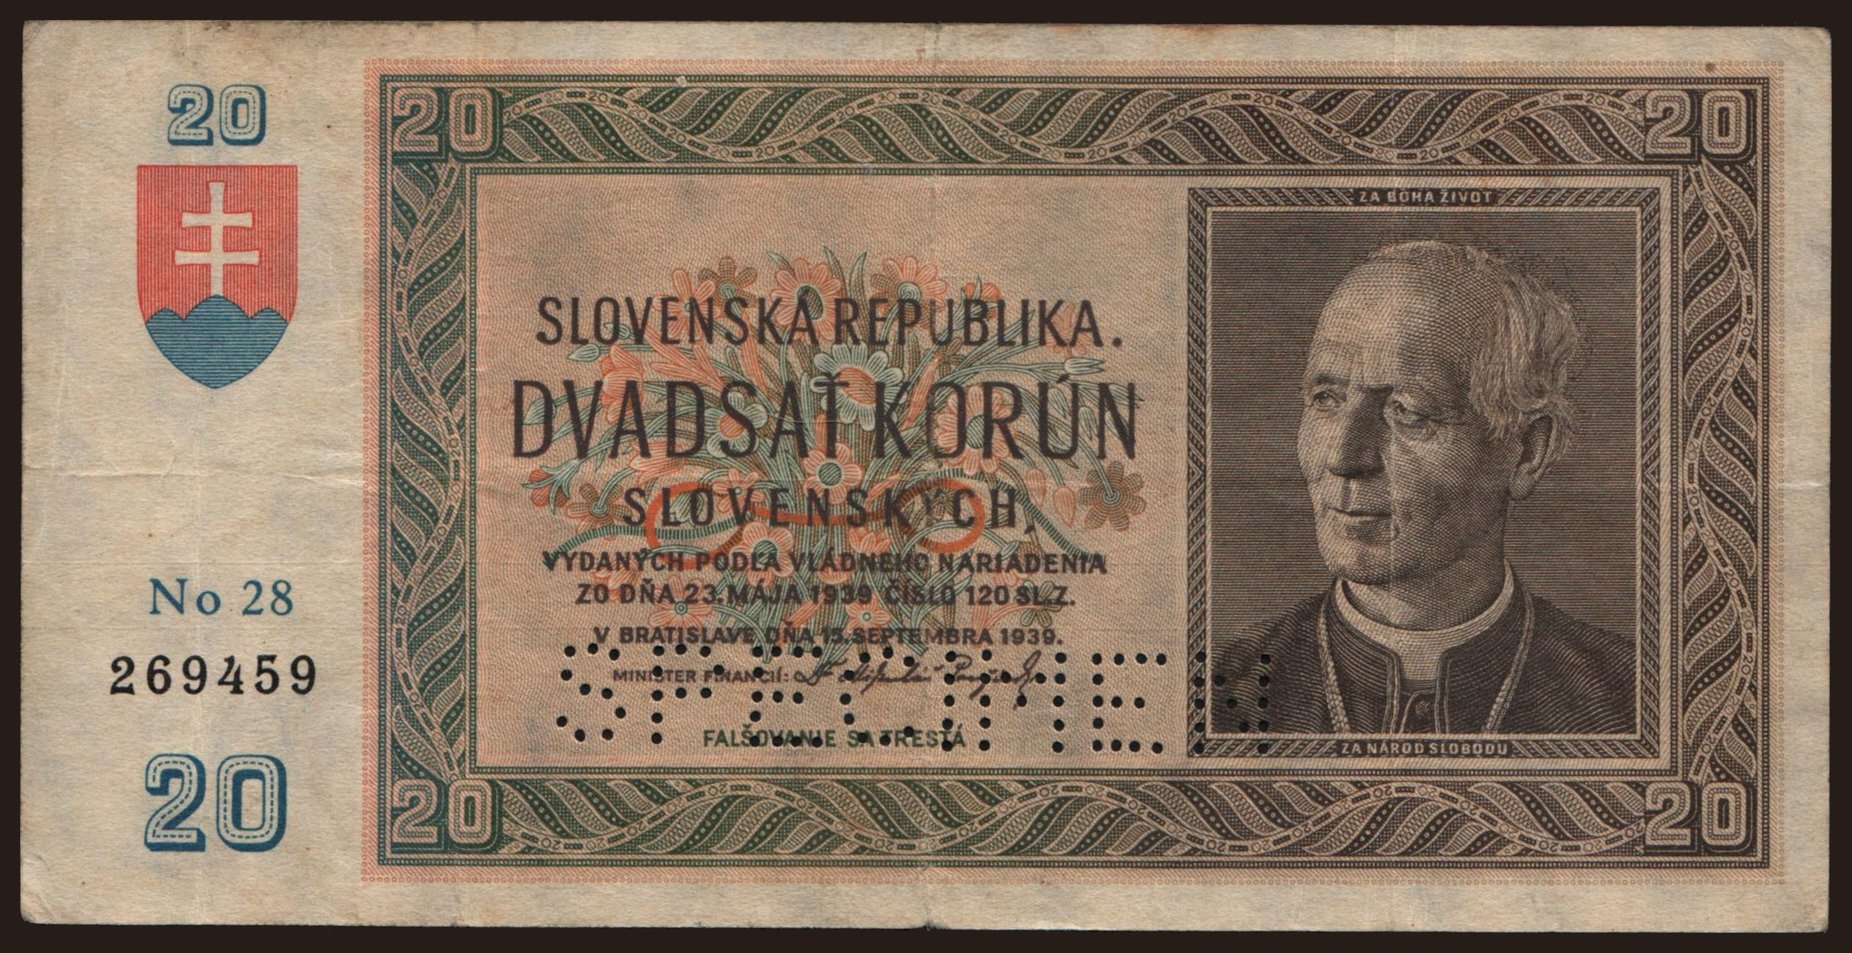 20
No 28
269459
20
20
20
ZA BOHA ŽIVOT
SLOVENSKÁ REPUBLIKA.
DVADSAŤ KORÚN
SLOVENSKÝCH,
VYDANÝCH PODĽA VLÁDNEHO NARIADENIA
ZO DŇA 23. MÁJA 1939 ČÍSLO 120 SL. Z.
V BRATISLAVE DŇA 15. SEPTEMBRA 1939.
MINISTER FINANCIÍ:
SPECIMEN
FALŠOVANIE SA TRESTÁ
ZA NÁROD SLOBODU
20
20